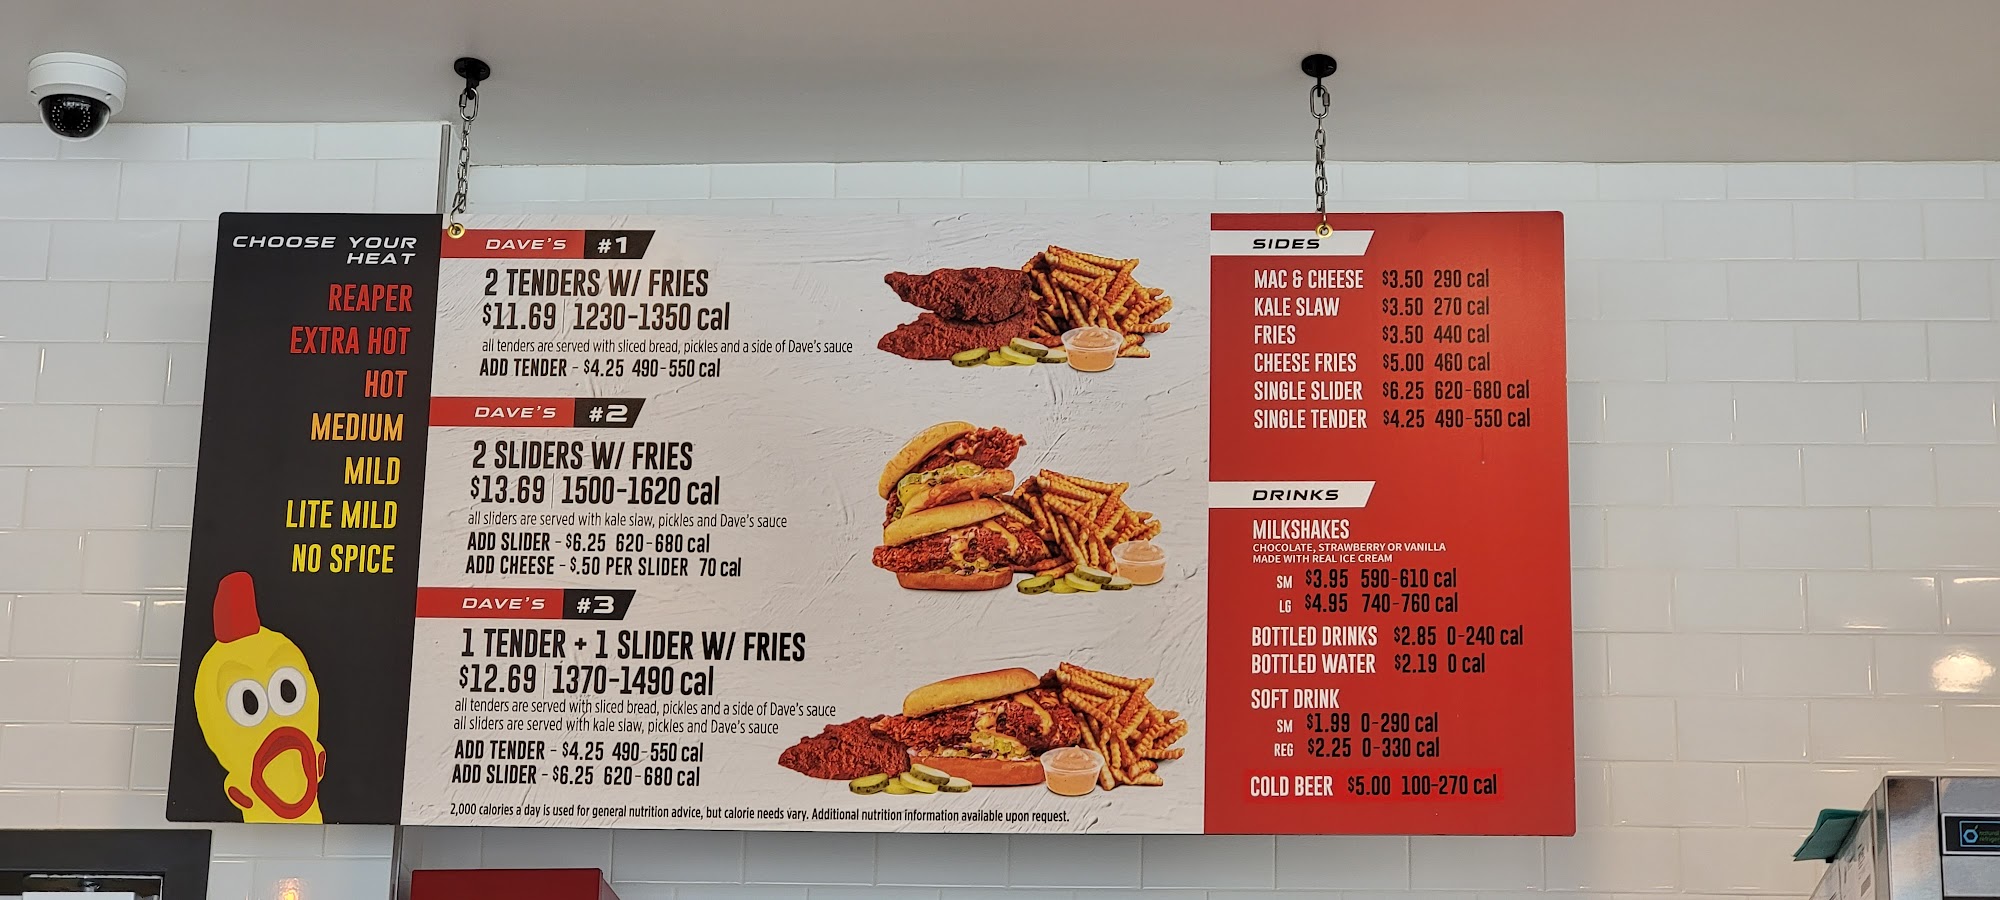 CHOOSE YOUR
HEAT
REAPER
EXTRA HOT
HOT
MEDIUM
MILD
LITE MILD
NO SPICE
DAVE'S #1
2 TENDERS W/ FRIES
$11.69 | 1230-1350 cal
all tenders are served with sliced bread, pickles and a side of Dave's sauce
ADD TENDER - $4.25 490-550 cal
DAVE'S #2
2 SLIDERS W/ FRIES
$13.69 | 1500-1620 cal
all sliders are served with kale slaw, pickles and Dave's sauce
ADD SLIDER - $6.25 620-680 cal
ADD CHEESE - $.50 PER SLIDER 70 cal
DAVE'S #3
1 TENDER + 1 SLIDER W/ FRIES
$12.69 | 1370-1490 cal
all tenders are served with sliced bread, pickles and a side of Dave's sauce
all sliders are served with kale slaw, pickles and Dave's sauce
ADD TENDER - $4.25 490-550 cal
ADD SLIDER - $6.25 620-680 cal
2,000 calories a day is used for general nutrition advice, but calorie needs vary. Additional nutrition information available upon request.
SIDES
MAC & CHEESE $3.50 290 cal
KALE SLAW $3.50 270 cal
FRIES $3.50 440 cal
CHEESE FRIES $5.00 460 cal
SINGLE SLIDER $6.25 620-680 cal
SINGLE TENDER $4.25 490-550 cal
DRINKS
MILKSHAKES
CHOCOLATE, STRAWBERRY OR VANILLA
MADE WITH REAL ICE CREAM
SM $3.95 590-610 cal
LG $4.95 740-760 cal
BOTTLED DRINKS $2.85 0-240 cal
BOTTLED WATER $2.19 0 cal
SOFT DRINK
SM $1.99 0-290 cal
REG $2.25 0-330 cal
COLD BEER $5.00 100-270 cal